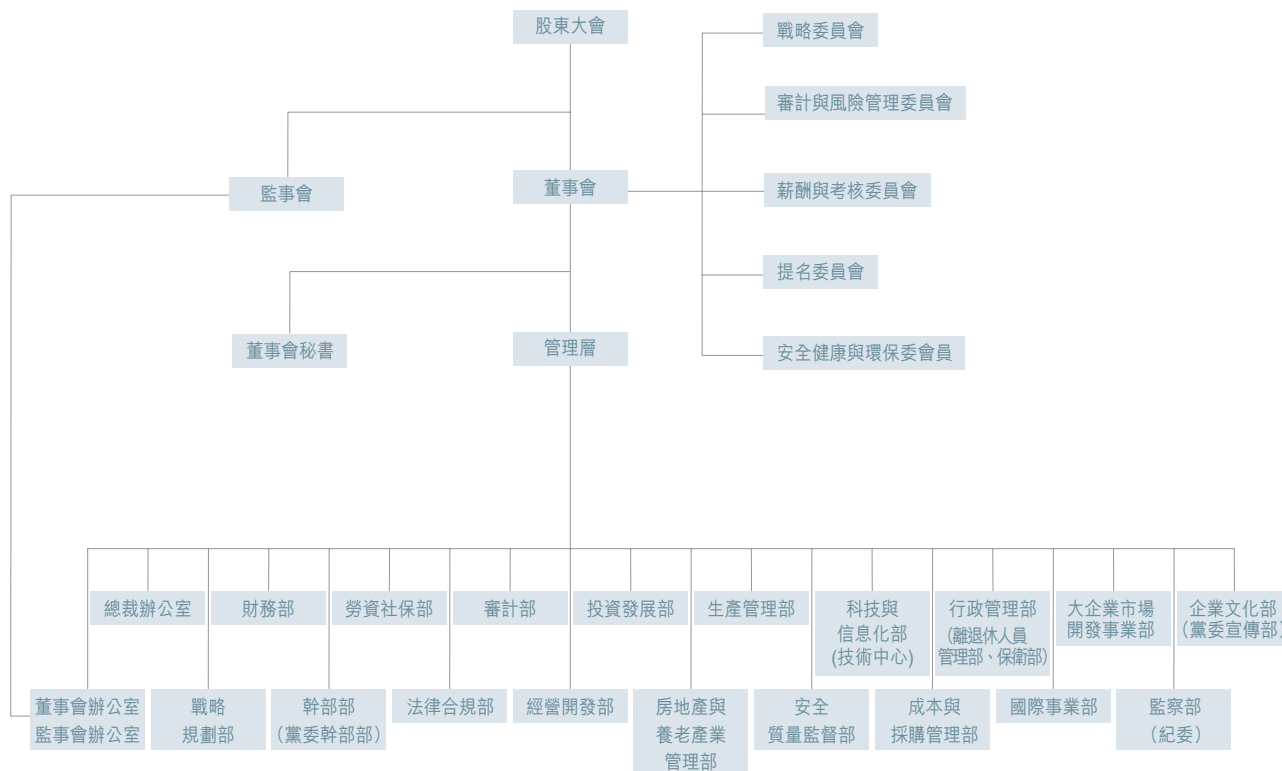 股東大會
戰略委員會
審計與風險管理委員會
監事會
董事會
薪酬與考核委員會
提名委員會
董事會秘書
管理層
安全健康與環保委會員
總裁辦公室
財務部
勞資社保部
審計部
投資發展部
生產管理部
科技與
信息化部
(技術中心)
行政管理部
（離退休人員
管理部、保衛部）
大企業市場
開發事業部
企業文化部
（黨委宣傳部）
董事會辦公室
監事會辦公室
戰略
規劃部
幹部部
（黨委幹部部）
法律合規部
經營開發部
房地產與
養老產業
管理部
安全
質量監督部
成本與
採購管理部
國際事業部
監察部
（紀委）